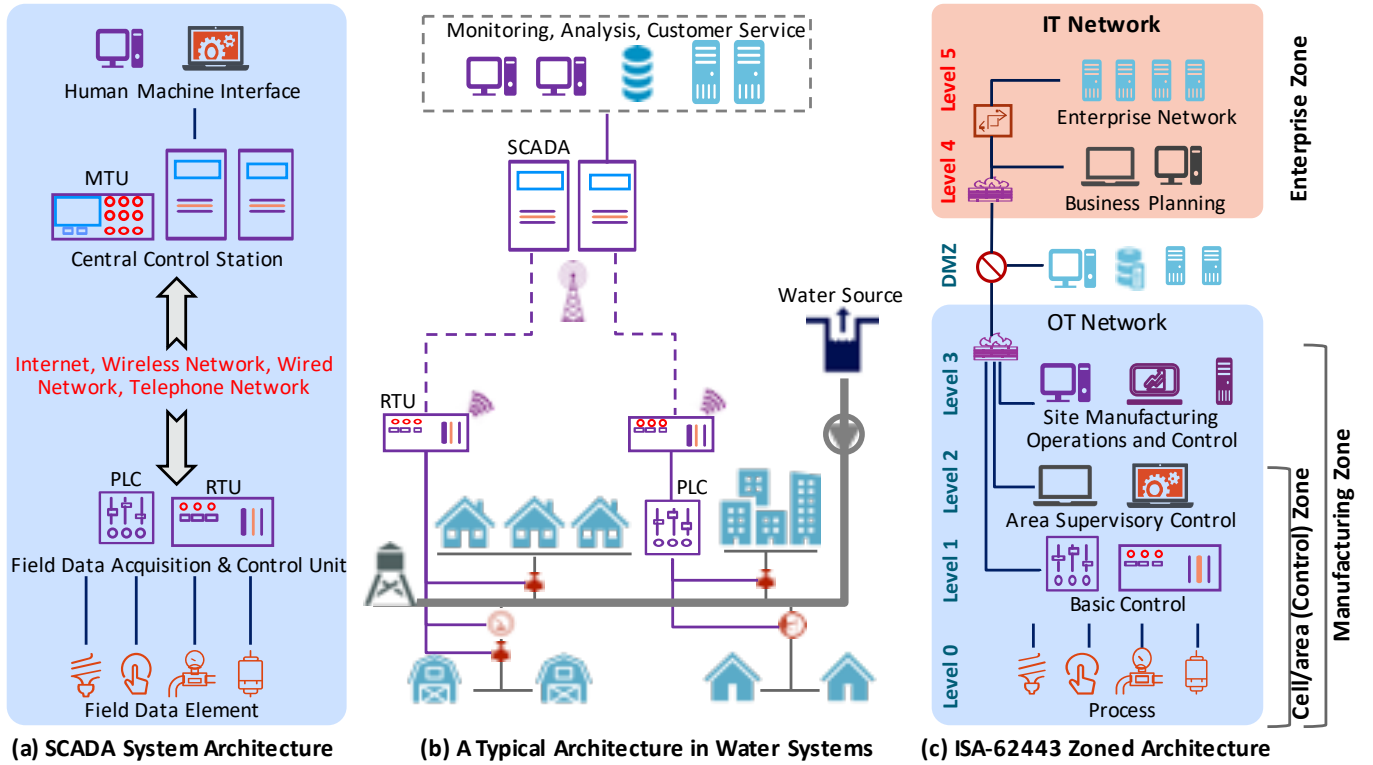 Human Machine Interface
MTU
Central Control Station
Internet, Wireless Network, Wired
Network, Telephone Network
PLC
RTU
Field Data Acquisition & Control Unit
Field Data Element
(a) SCADA System Architecture
Monitoring, Analysis, Customer Service
SCADA
Water Source
RTU
PLC
(b) A Typical Architecture in Water Systems
IT Network
Level 5
Enterprise Network
Level 4
Business Planning
Enterprise Zone
DMZ
OT Network
Level 3
Site Manufacturing
Operations and Control
Level 2
Area Supervisory Control
Level 1
Basic Control
Level 0
Process
Cell/area (Control) Zone
Manufacturing Zone
(c) ISA-62443 Zoned Architecture